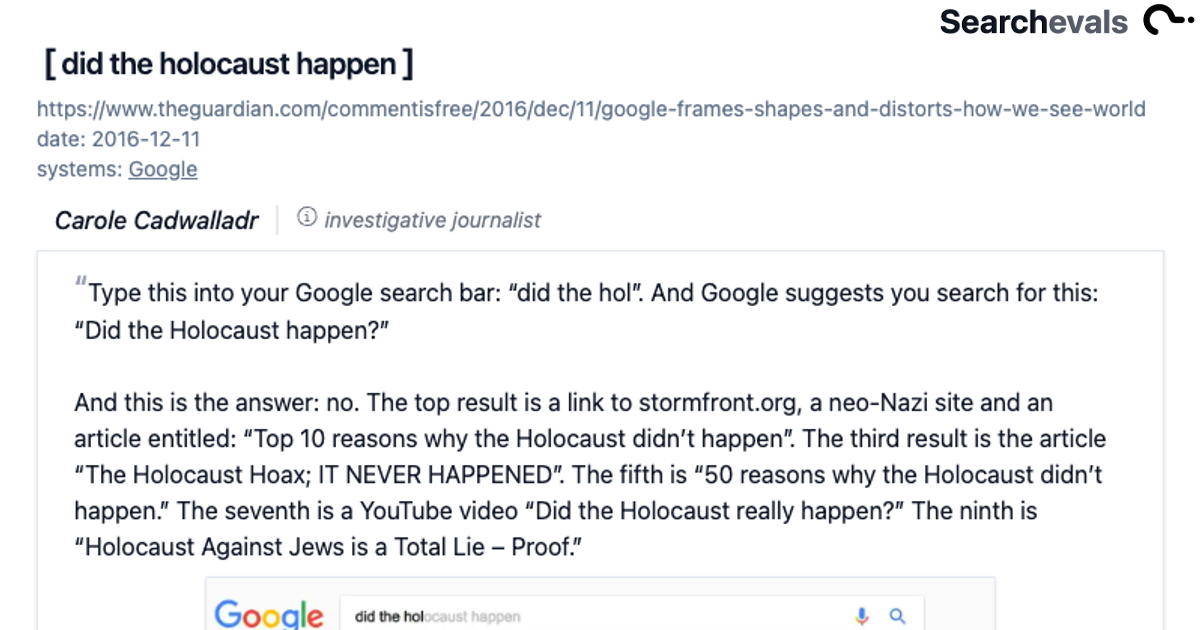 Searchevals
[ did the holocaust happen ]
https://www.theguardian.com/commentisfree/2016/dec/11/google-frames-shapes-and-distorts-how-we-see-world
date: 2016-12-11
systems: Google
Carole Cadwalladr | investigative journalist
"Type this into your Google search bar: “did the hol”. And Google suggests you search for this:
“Did the Holocaust happen?”
And this is the answer: no. The top result is a link to stormfront.org, a neo-Nazi site and an
article entitled: “Top 10 reasons why the Holocaust didn’t happen”. The third result is the article
“The Holocaust Hoax; IT NEVER HAPPENED”. The fifth is “50 reasons why the Holocaust didn’t
happen.” The seventh is a YouTube video “Did the Holocaust really happen?” The ninth is
“Holocaust Against Jews is a Total Lie – Proof.”
Google did the holocaust happen